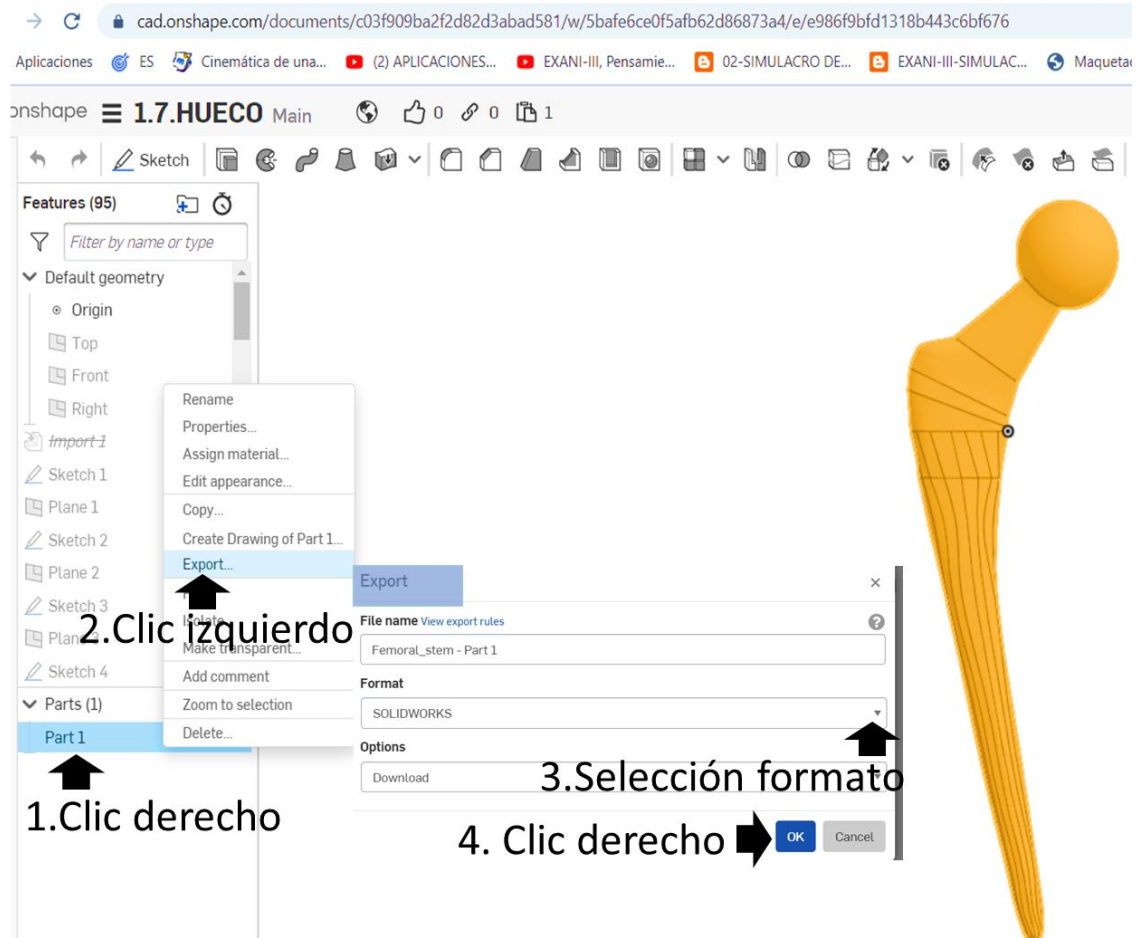 cad.onshape.com/documents/c03f909ba2f2d82d3abad581/w/5bafe6ce0f5afb62d86873a4/e/e986f9bfd1318b443c6bf676
Aplicaciones ES Cinemática de una... (2) APLICACIONES... EXANI-III, Pensamie... 02-SIMULACRO DE... EXANI-III-SIMULAC...
onshape 1.7.HUECO Main 0 0 1
Sketch
Features (95)
Filter by name or type
Default geometry
Origin
Top
Front
Right
Import 1
Sketch 1
Plane 1
Sketch 2
Plane 2
Sketch 3
Sketch 4
Parts (1)
Part 1
Rename
Properties...
Assign material...
Edit appearance...
Copy...
Create Drawing of Part 1...
Export...
Isolate
Make transparent...
Add comment
Zoom to selection
Delete...
1.Clic derecho
2.Clic izquierdo
Export
File name View export rules
Femoral_stem - Part 1
Format
SOLIDWORKS
Options
Download
3.Selección formato
4. Clic derecho
OK Cancel